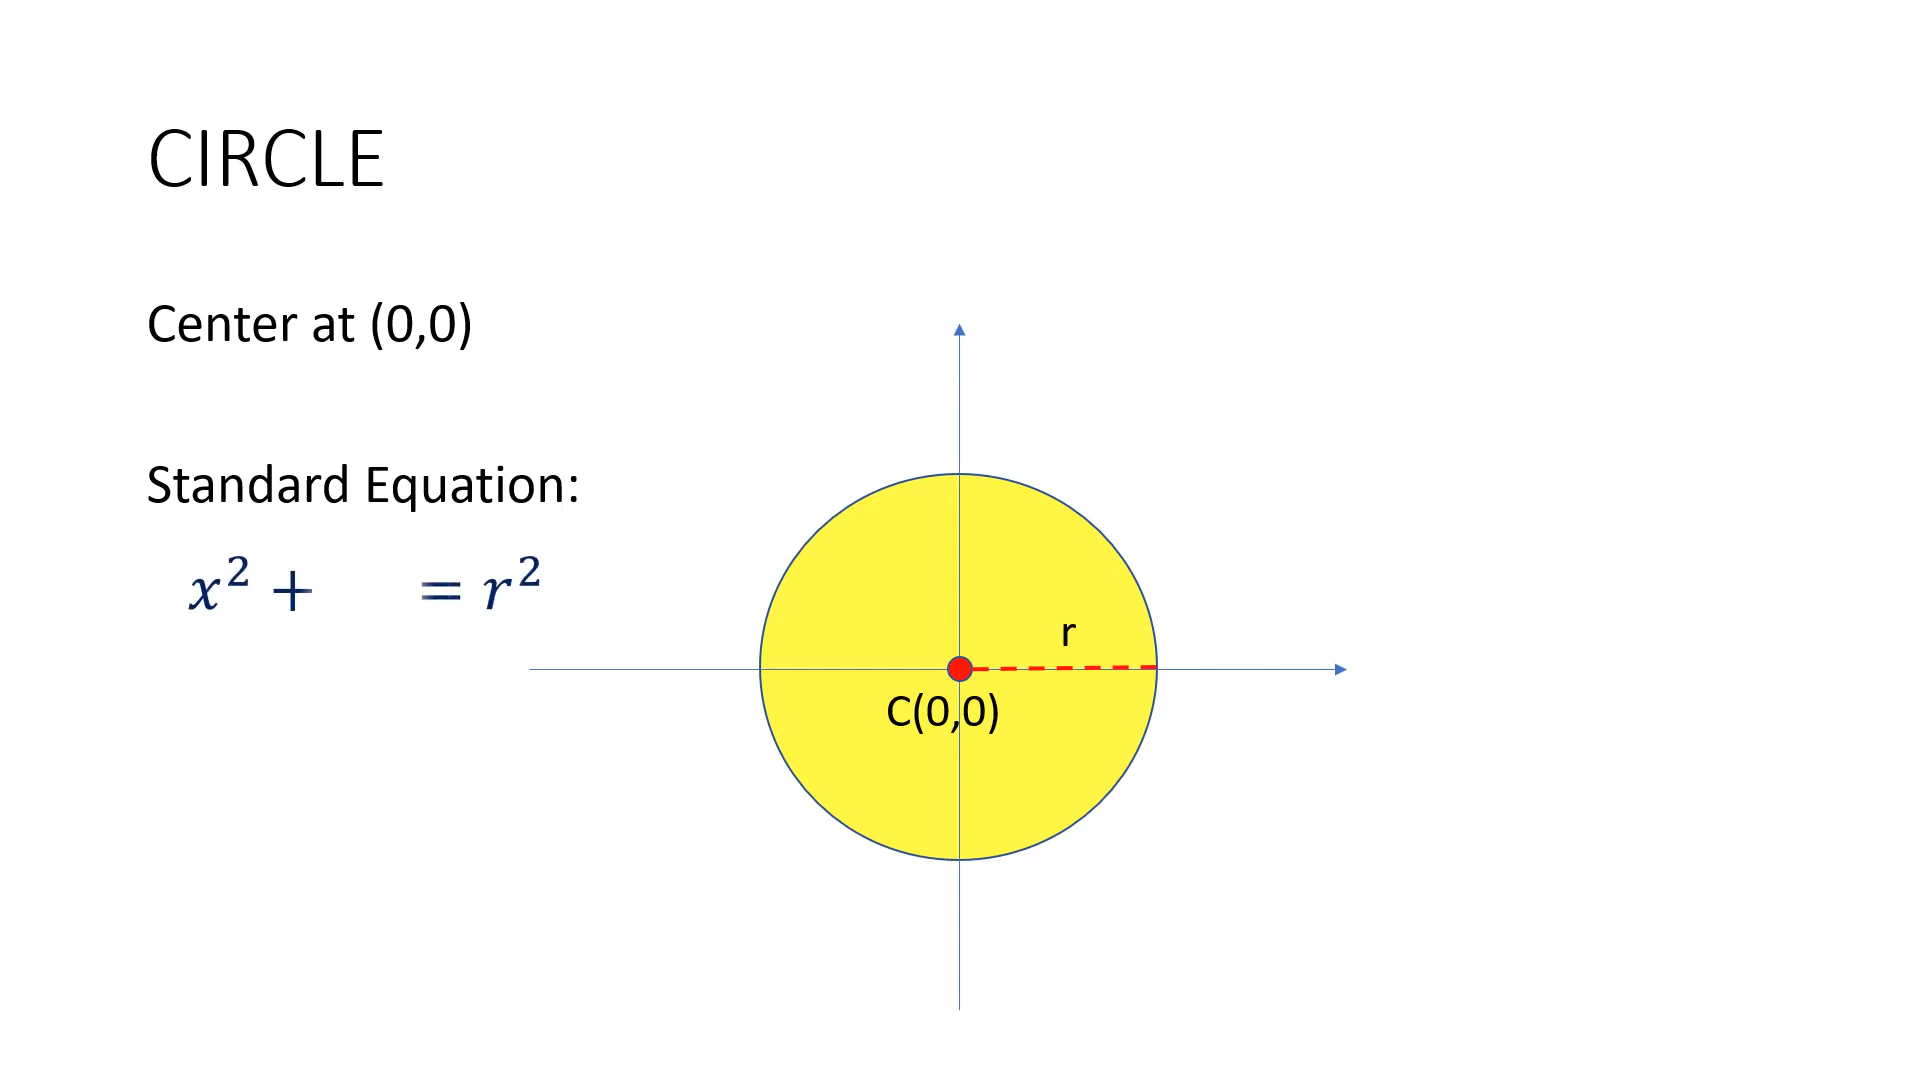 CIRCLE
Center at (0,0)
Standard Equation:
x² +    = r²
r
C(0,0)